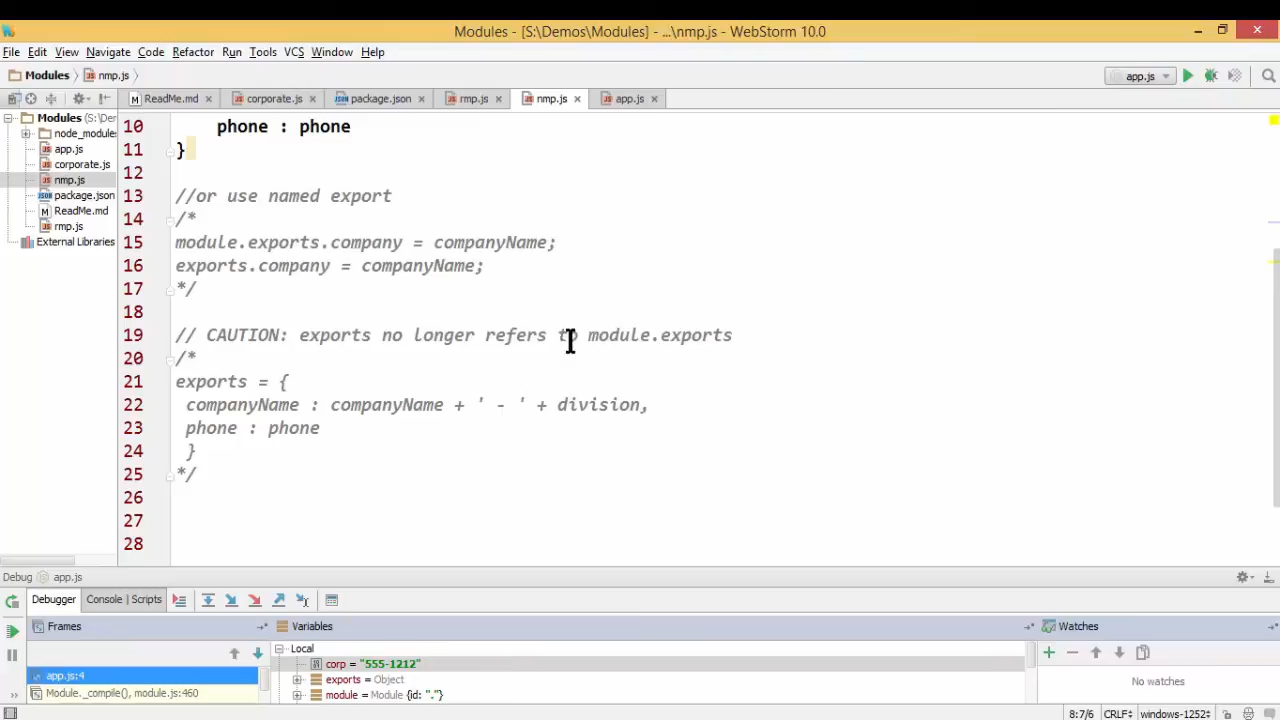 Modules - [S:\Demos\Modules] - ...\nmp.js - WebStorm 10.0
File Edit View Navigate Code Refactor Run Tools VCS Window Help
Modules nmp.js app.js
ReadMe.md corporate.js package.json rmp.js nmp.js app.js
Modules (S:\Der
node_modules
app.js
corporate.js
nmp.js
package.json
ReadMe.md
rmp.js
External Libraries
10 phone : phone
11 }
12
13 //or use named export
14 /*
15 module.exports.company = companyName;
16 exports.company = companyName;
17 */
18
19 // CAUTION: exports no longer refers to module.exports
20 /*
21 exports = {
22 companyName : companyName + ' - ' + division,
23 phone : phone
24 }
25 */
26
27
28
Debug app.js
Debugger Console | Scripts
Frames Variables Watches
app.js:4
Module._compile(), module.js:460
Local
corp = "555-1212"
exports = Object
module = Module {id: "."}
No watches
8:7/6 CRLF windows-1252